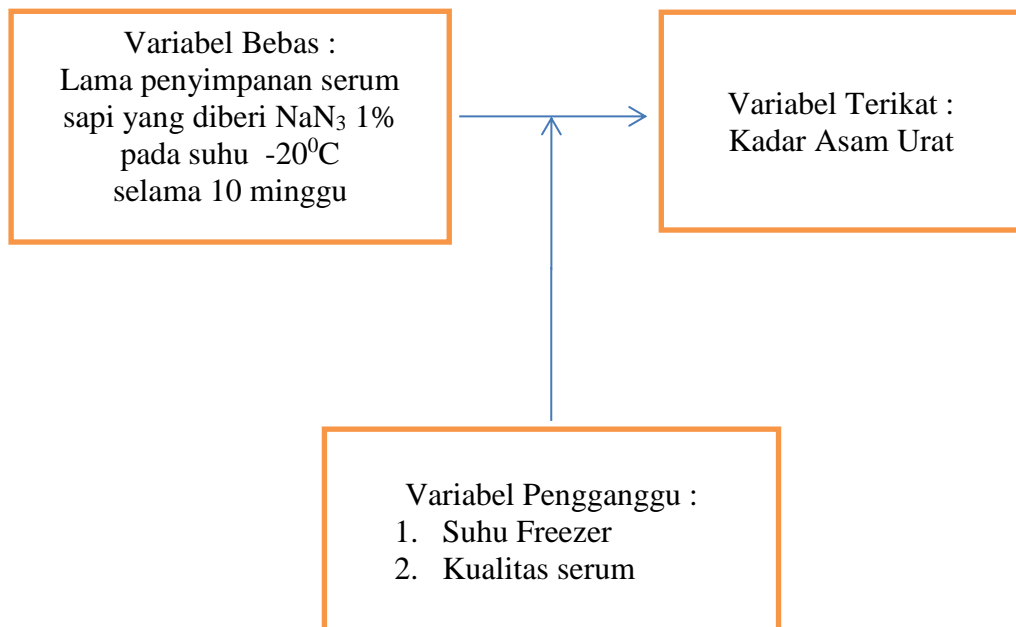 Variabel Bebas :
Lama penyimpanan serum
sapi yang diberi NaN₃ 1%
pada suhu -20⁰C
selama 10 minggu
Variabel Terikat :
Kadar Asam Urat
Variabel Pengganggu :
1. Suhu Freezer
2. Kualitas serum